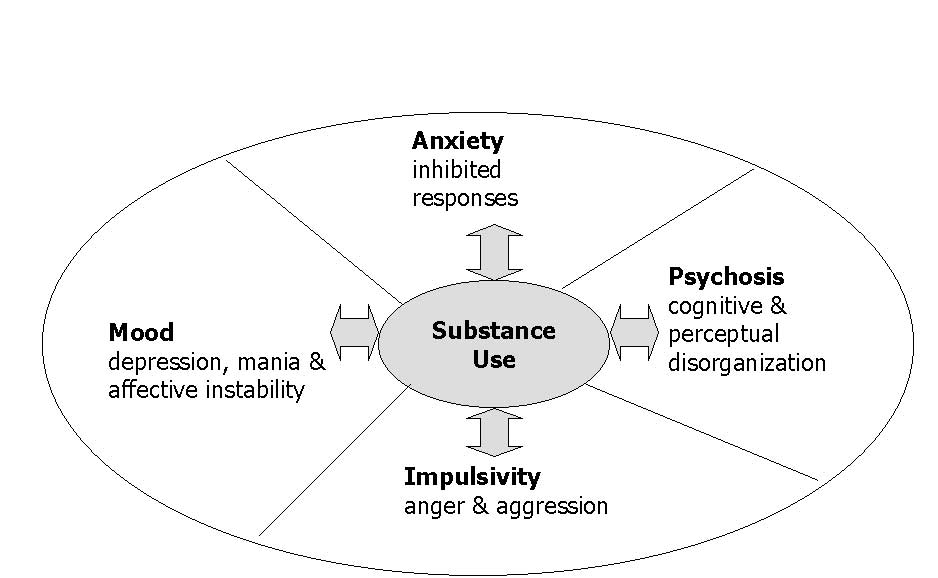 Anxiety
inhibited
responses
Psychosis
cognitive &
perceptual
disorganization
Substance
Use
Mood
depression, mania &
affective instability
Impulsivity
anger & aggression